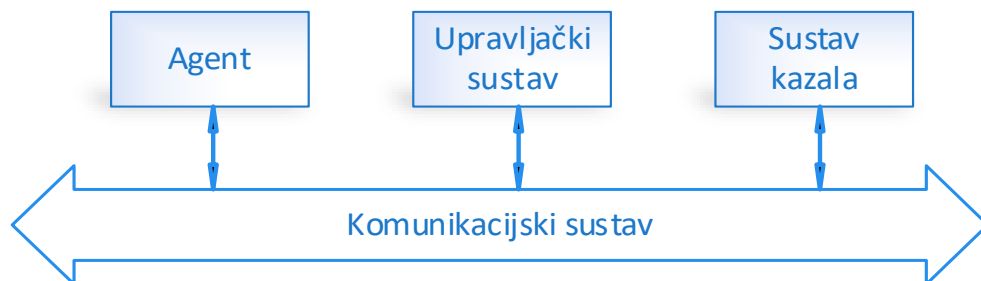 Agent
Upravljački
sustav
Sustav
kazala
Komunikacijski sustav